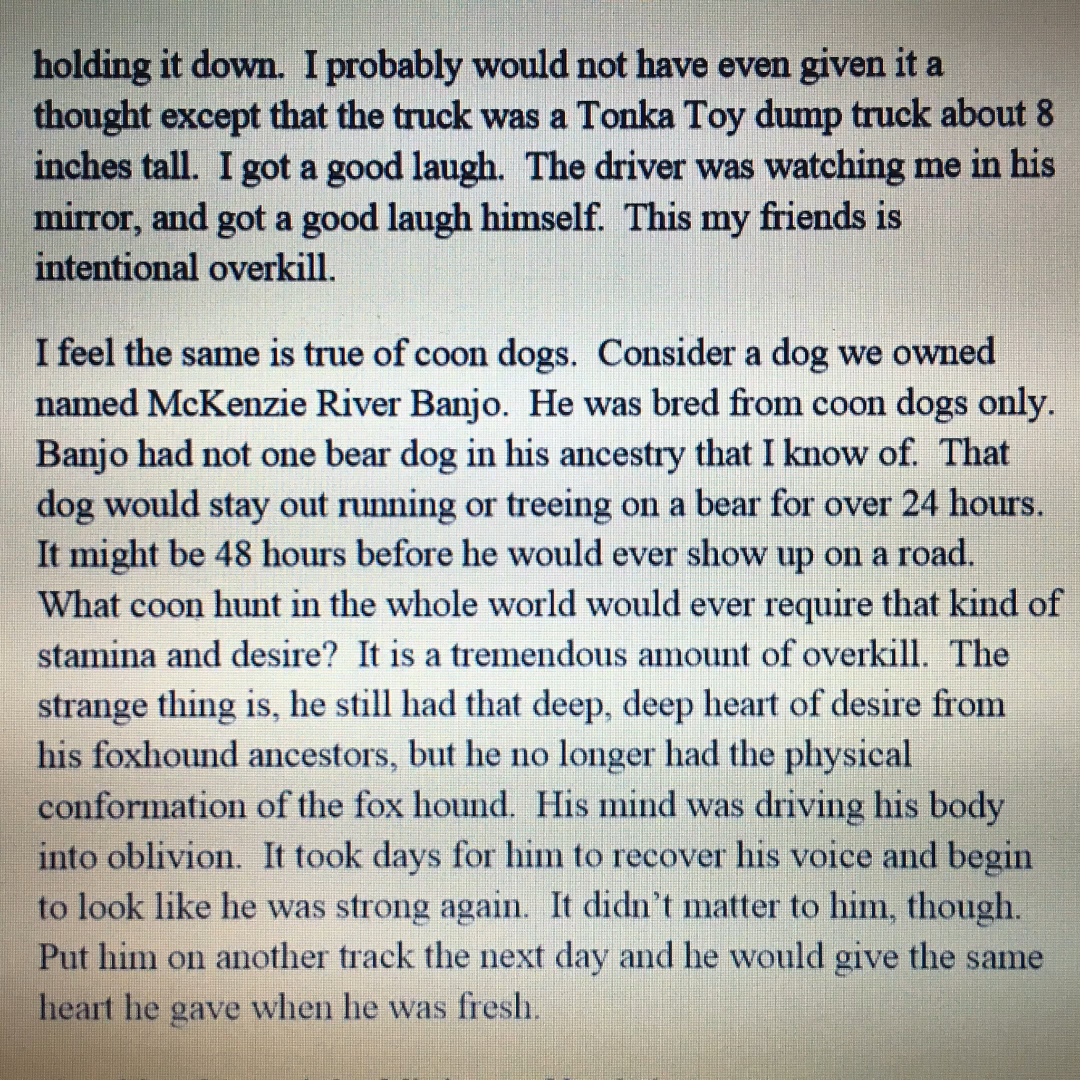 holding it down.  I probably would not have even given it a
thought except that the truck was a Tonka Toy dump truck about 8
inches tall.  I got a good laugh.  The driver was watching me in his
mirror, and got a good laugh himself.  This my friends is
intentional overkill.
I feel the same is true of coon dogs.  Consider a dog we owned
named McKenzie River Banjo.  He was bred from coon dogs only.
Banjo had not one bear dog in his ancestry that I know of.  That
dog would stay out running or treeing on a bear for over 24 hours.
It might be 48 hours before he would ever show up on a road.
What coon hunt in the whole world would ever require that kind of
stamina and desire?  It is a tremendous amount of overkill.  The
strange thing is, he still had that deep, deep heart of desire from
his foxhound ancestors, but he no longer had the physical
conformation of the fox hound.  His mind was driving his body
into oblivion.  It took days for him to recover his voice and begin
to look like he was strong again.  It didn’t matter to him, though.
Put him on another track the next day and he would give the same
heart he gave when he was fresh.